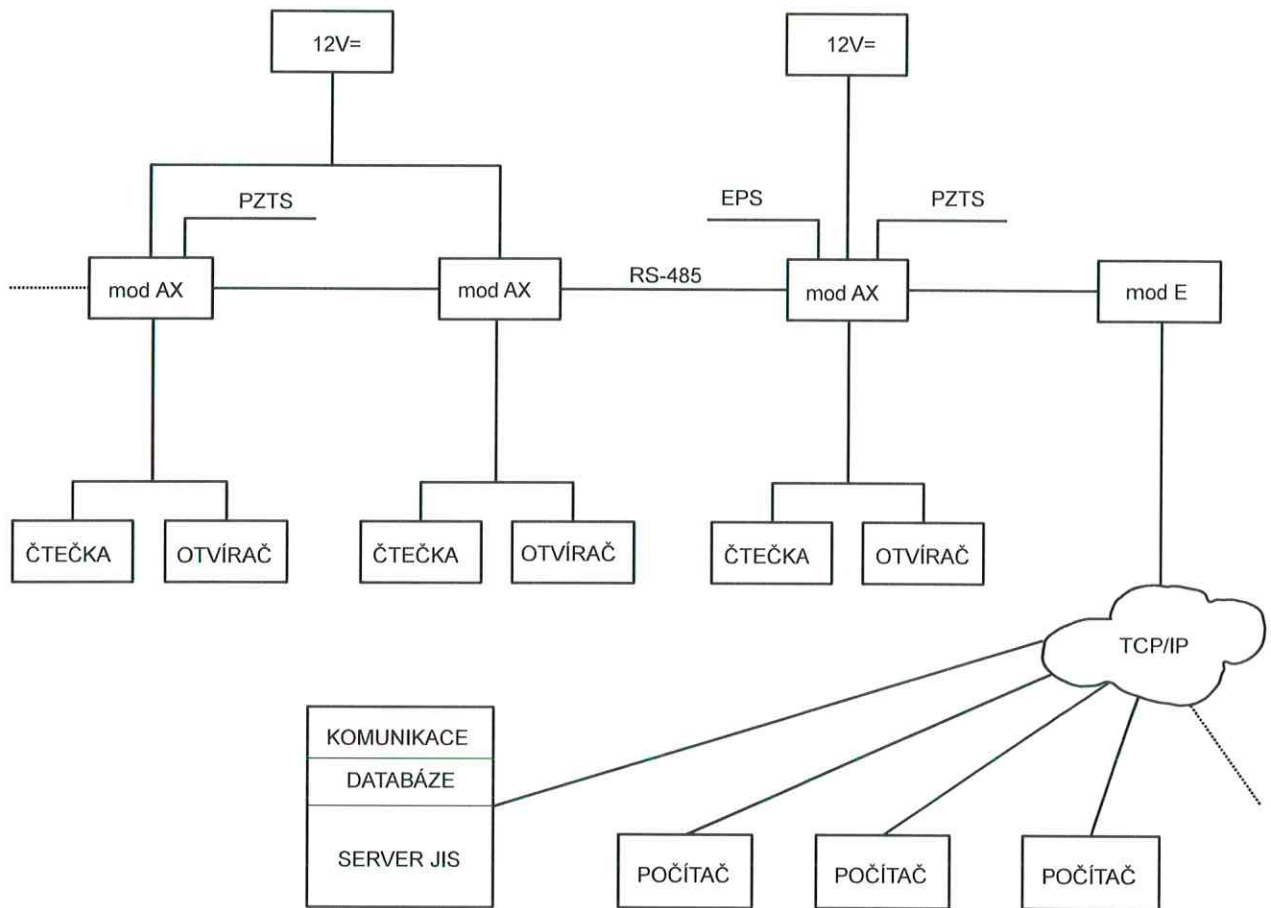 12V=
12V=
PZTS
EPS
PZTS
mod AX
mod AX
RS-485
mod AX
mod E
ČTEČKA
OTVÍRAČ
ČTEČKA
OTVÍRAČ
ČTEČKA
OTVÍRAČ
TCP/IP
KOMUNIKACE
DATABÁZE
SERVER JIS
POČÍTAČ
POČÍTAČ
POČÍTAČ